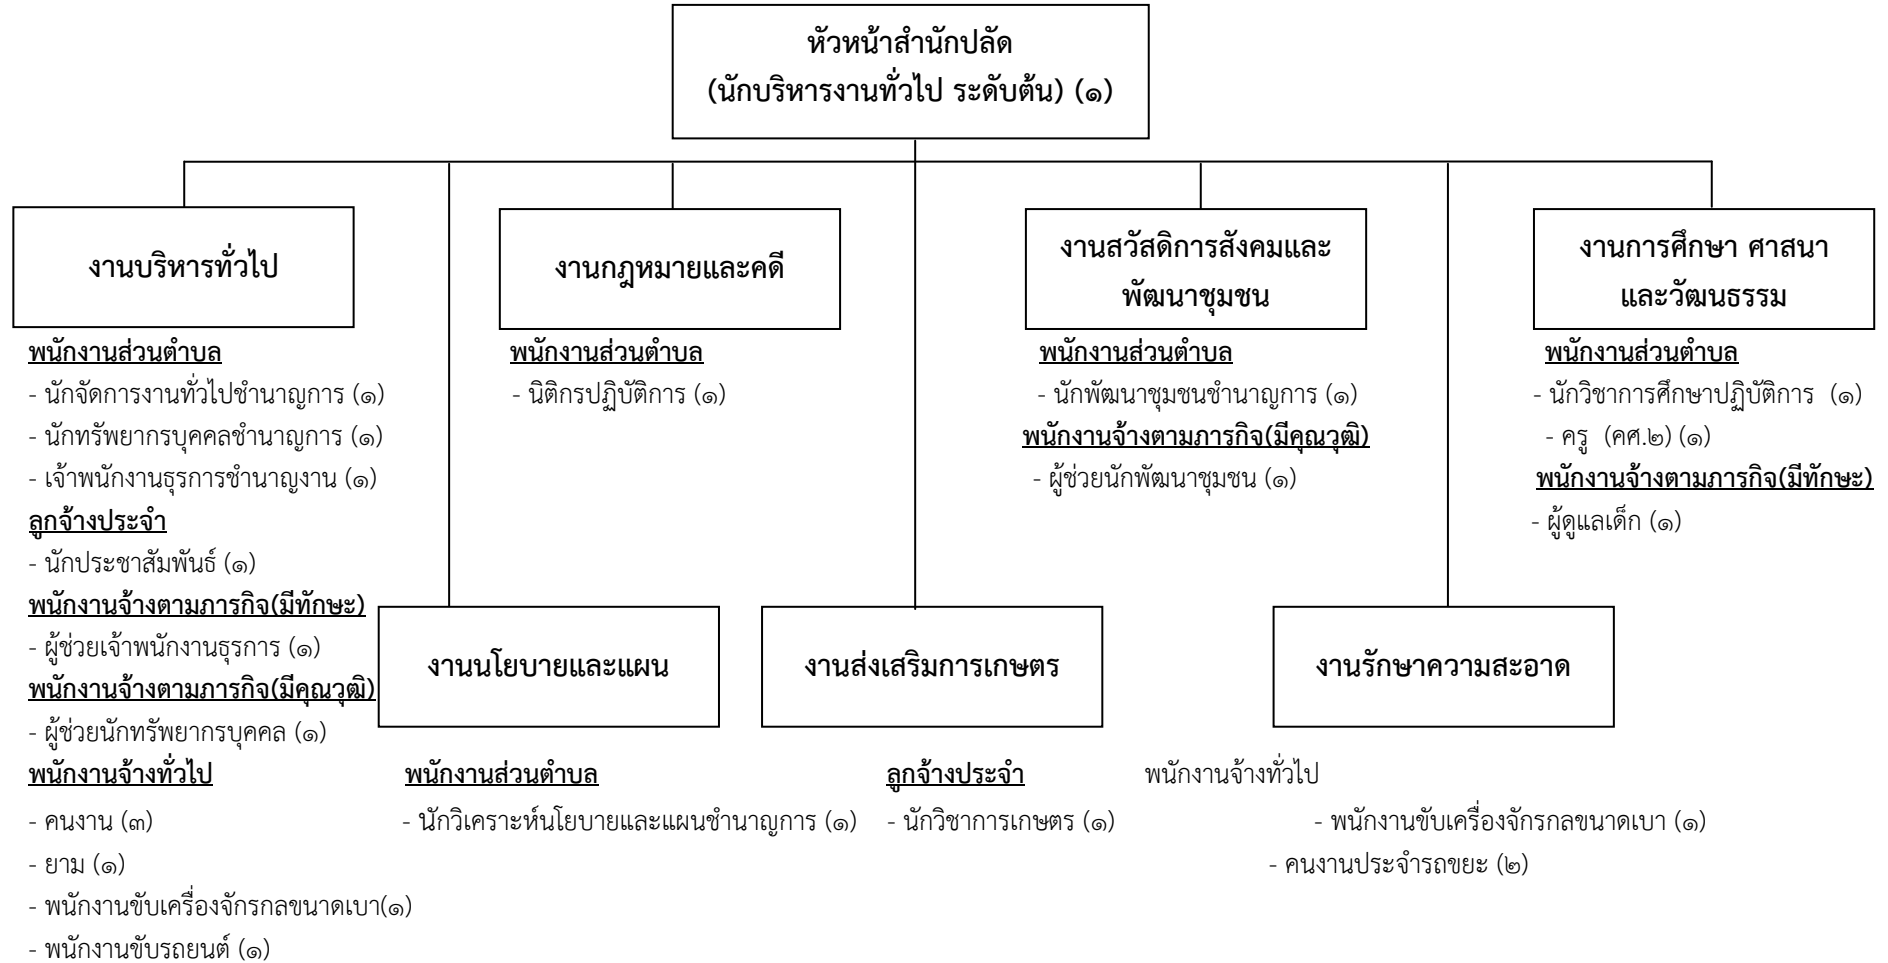 หัวหน้าสำนักปลัด
(นักบริหารงานทั่วไป ระดับต้น) (๑)
งานบริหารทั่วไป
พนักงานส่วนตำบล
- นักจัดการงานทั่วไปชำนาญการ (๑)
- นักทรัพยากรบุคคลชำนาญการ (๑)
- เจ้าพนักงานธุรการชำนาญงาน (๑)
ลูกจ้างประจำ
- นักประชาสัมพันธ์ (๑)
พนักงานจ้างตามภารกิจ(มีทักษะ)
- ผู้ช่วยเจ้าพนักงานธุรการ (๑)
พนักงานจ้างตามภารกิจ(มีคุณวุฒิ)
- ผู้ช่วยนักทรัพยากรบุคคล (๑)
พนักงานจ้างทั่วไป
- คนงาน (๓)
- ยาม (๑)
- พนักงานขับเครื่องจักรกลขนาดเบา(๑)
- พนักงานขับรถยนต์ (๑)
งานกฎหมายและคดี
พนักงานส่วนตำบล
- นิติกรปฏิบัติการ (๑)
งานสวัสดิการสังคมและ
พัฒนาชุมชน
พนักงานส่วนตำบล
- นักพัฒนาชุมชนชำนาญการ (๑)
พนักงานจ้างตามภารกิจ(มีคุณวุฒิ)
- ผู้ช่วยนักพัฒนาชุมชน (๑)
งานการศึกษา ศาสนา
และวัฒนธรรม
พนักงานส่วนตำบล
- นักวิชาการศึกษาปฏิบัติการ (๑)
- ครู (คศ.๒) (๑)
พนักงานจ้างตามภารกิจ(มีทักษะ)
- ผู้ดูแลเด็ก (๑)
งานนโยบายและแผน
พนักงานส่วนตำบล
- นักวิเคราะห์นโยบายและแผนชำนาญการ (๑)
งานส่งเสริมการเกษตร
ลูกจ้างประจำ
- นักวิชาการเกษตร (๑)
งานรักษาความสะอาด
พนักงานจ้างทั่วไป
- พนักงานขับเครื่องจักรกลขนาดเบา (๑)
- คนงานประจำรถขยะ (๒)